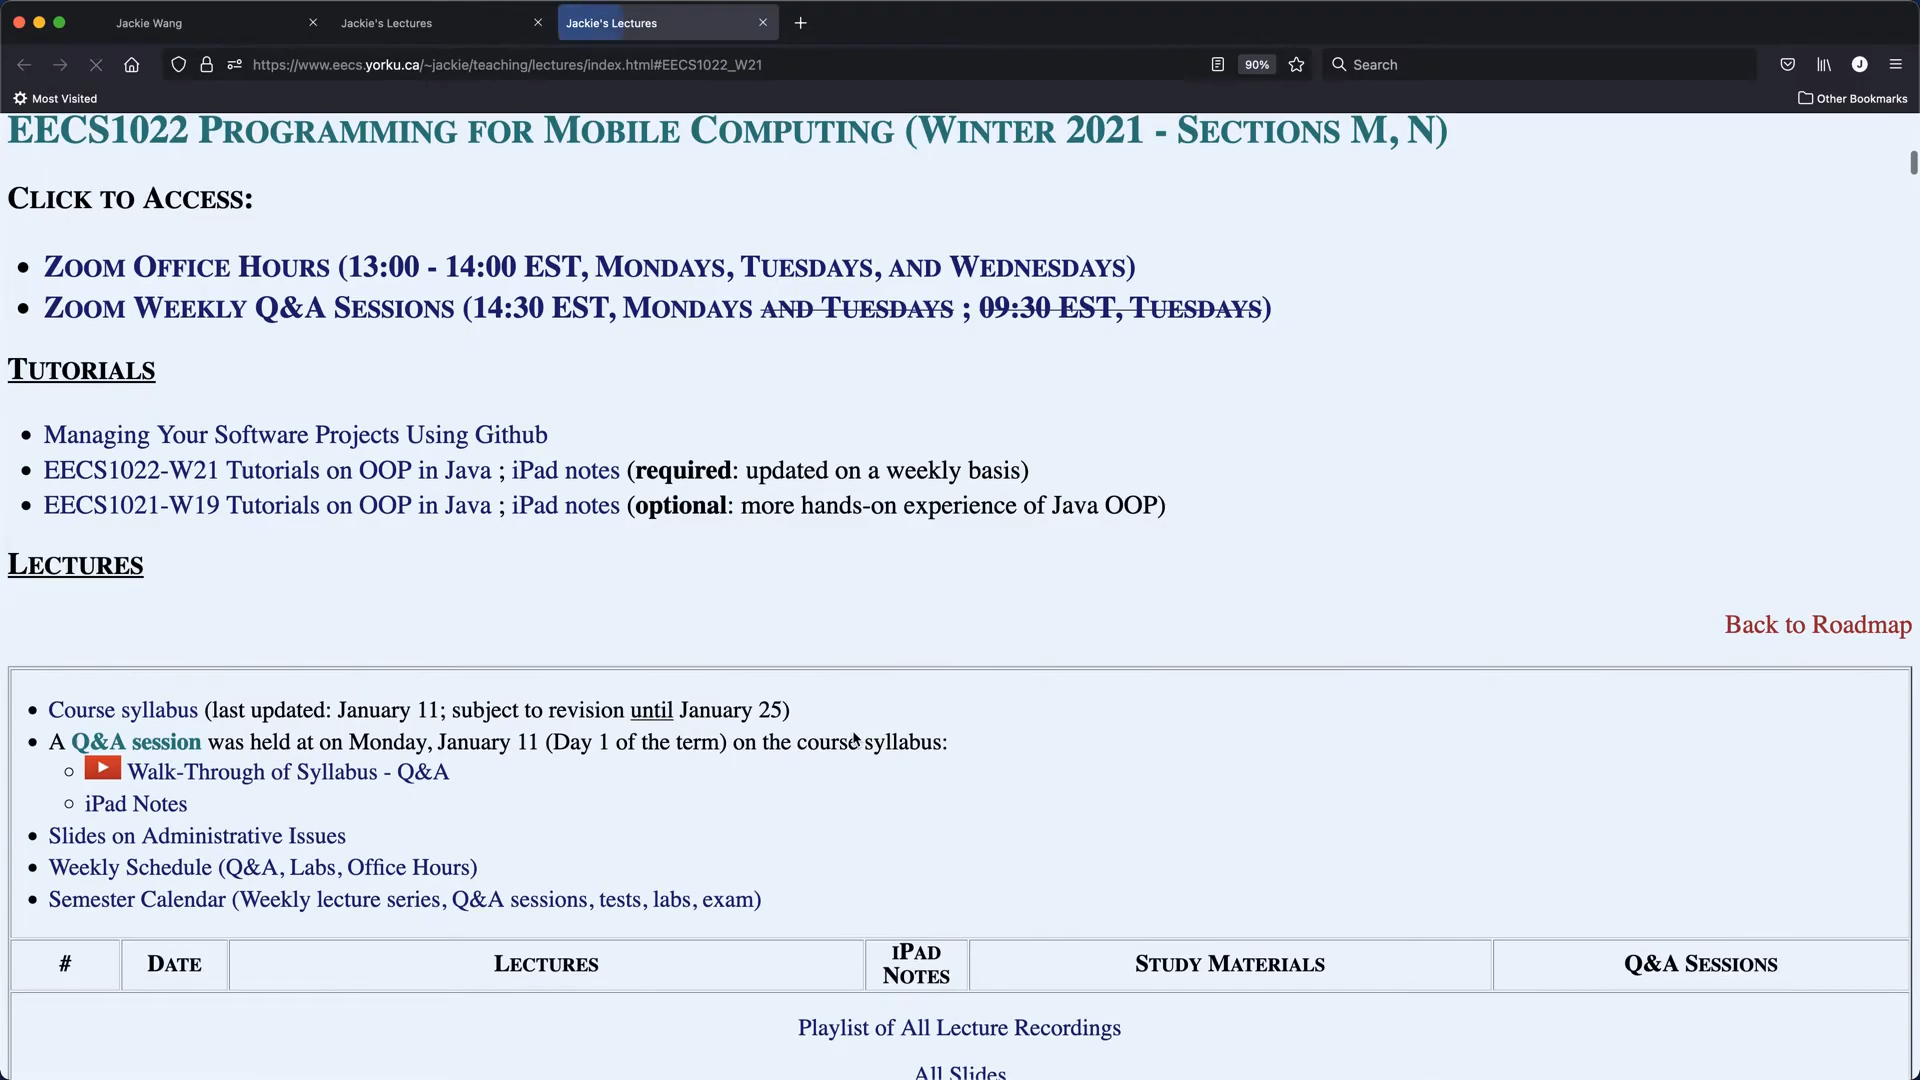 Jackie Wang
Jackie's Lectures
Jackie's Lectures
https://www.eecs.yorku.ca/~jackie/teaching/lectures/index.html#EECS1022_W21
90%
Search
J
Most Visited
Other Bookmarks
EECS1022 PROGRAMMING FOR MOBILE COMPUTING (WINTER 2021 - SECTIONS M, N)
CLICK TO ACCESS:
• ZOOM OFFICE HOURS (13:00 - 14:00 EST, MONDAYS, TUESDAYS, AND WEDNESDAYS)
• ZOOM WEEKLY Q&A SESSIONS (14:30 EST, MONDAYS AND TUESDAYS ; 09:30 EST, TUESDAYS)
TUTORIALS
• Managing Your Software Projects Using Github
• EECS1022-W21 Tutorials on OOP in Java ; iPad notes (required: updated on a weekly basis)
• EECS1021-W19 Tutorials on OOP in Java ; iPad notes (optional: more hands-on experience of Java OOP)
LECTURES
Back to Roadmap
• Course syllabus (last updated: January 11; subject to revision until January 25)
• A Q&A session was held at on Monday, January 11 (Day 1 of the term) on the course syllabus:
Walk-Through of Syllabus - Q&A
iPad Notes
• Slides on Administrative Issues
• Weekly Schedule (Q&A, Labs, Office Hours)
• Semester Calendar (Weekly lecture series, Q&A sessions, tests, labs, exam)
# DATE LECTURES IPAD NOTES STUDY MATERIALS Q&A SESSIONS
Playlist of All Lecture Recordings
All Slides